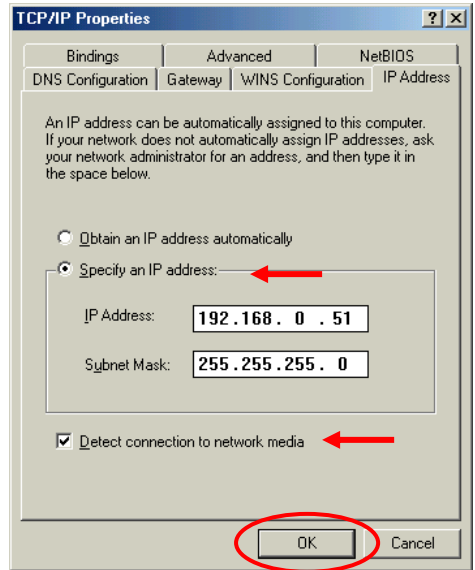 TCP/IP Properties ? ×
Bindings Advanced NetBIOS
DNS Configuration Gateway WINS Configuration IP Address
An IP address can be automatically assigned to this computer.
If your network does not automatically assign IP addresses, ask
your network administrator for an address, and then type it in
the space below.
Obtain an IP address automatically
Specify an IP address:
IP Address: 192.168. 0 .51
Subnet Mask: 255.255.255. 0
Detect connection to network media
OK Cancel